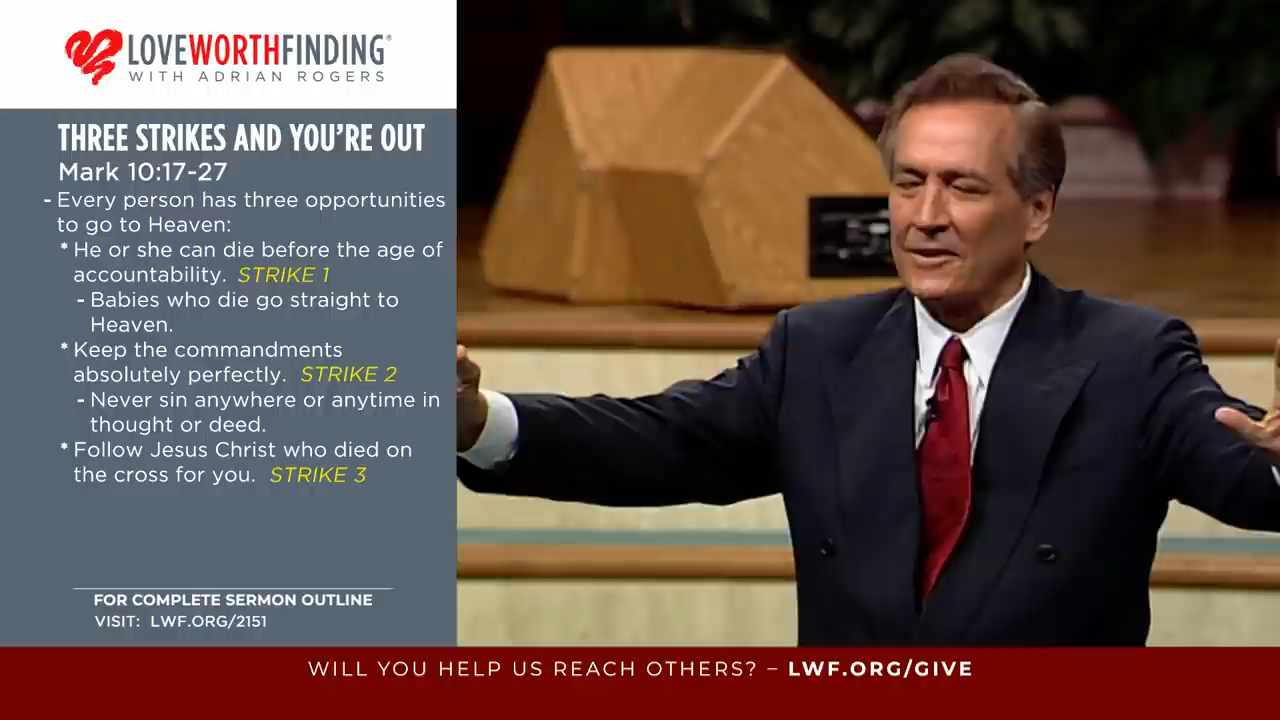 LOVEWORTHFINDING®
WITH ADRIAN ROGERS
THREE STRIKES AND YOU'RE OUT
Mark 10:17-27
- Every person has three opportunities
to go to Heaven:
* He or she can die before the age of
accountability. STRIKE 1
- Babies who die go straight to
Heaven.
* Keep the commandments
absolutely perfectly. STRIKE 2
- Never sin anywhere or anytime in
thought or deed.
* Follow Jesus Christ who died on
the cross for you. STRIKE 3
FOR COMPLETE SERMON OUTLINE
VISIT: LWF.ORG/2151
WILL YOU HELP US REACH OTHERS? – LWF.ORG/GIVE